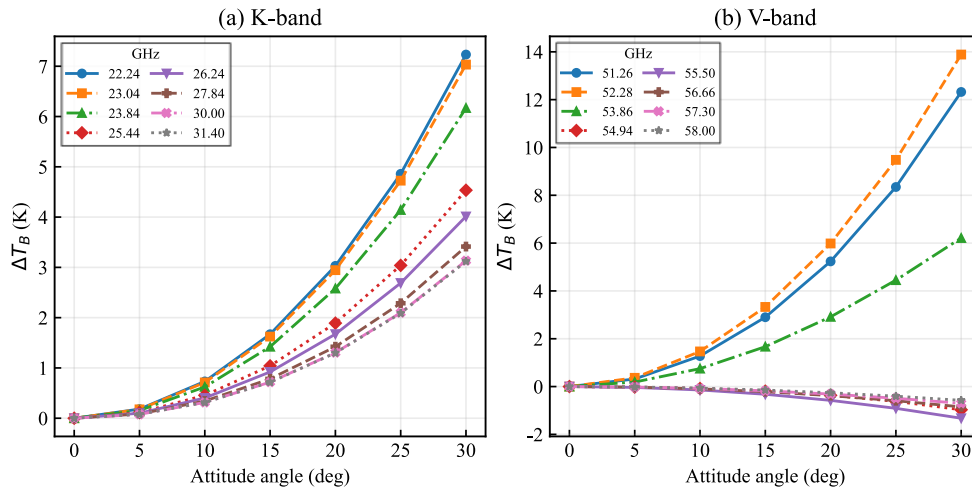 (a) K-band
ΔT_B (K)
7
6
5
4
3
2
1
0
GHz
22.24 26.24
23.04 27.84
23.84 30.00
25.44 31.40
0 5 10 15 20 25 30
Attitude angle (deg)
(b) V-band
ΔT_B (K)
14
12
10
8
6
4
2
0
-2
GHz
51.26 55.50
52.28 56.66
53.86 57.30
54.94 58.00
0 5 10 15 20 25 30
Attitude angle (deg)